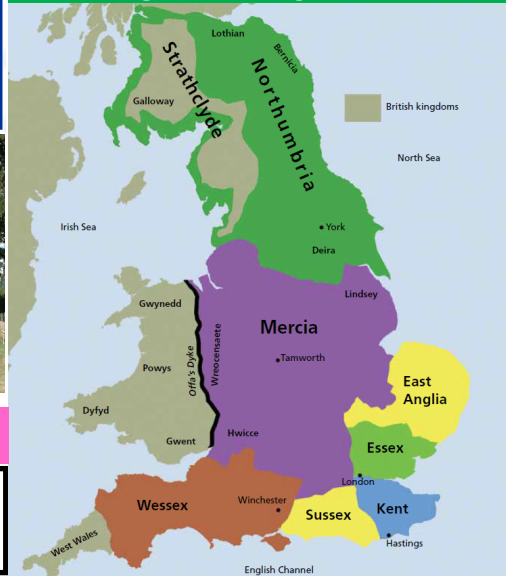 Lothian
Bernicia
Strathclyde
Northumbria
Galloway
British kingdoms
North Sea
Irish Sea
York
Deira
Lindsey
Gwynedd
Mercia
Wreocensaete
Offa's Dyke
Tamworth
Powys
East
Anglia
Dyfyd
Hwicce
Gwent
Essex
London
Wessex
Winchester
Sussex
Kent
West Wales
Hastings
English Channel